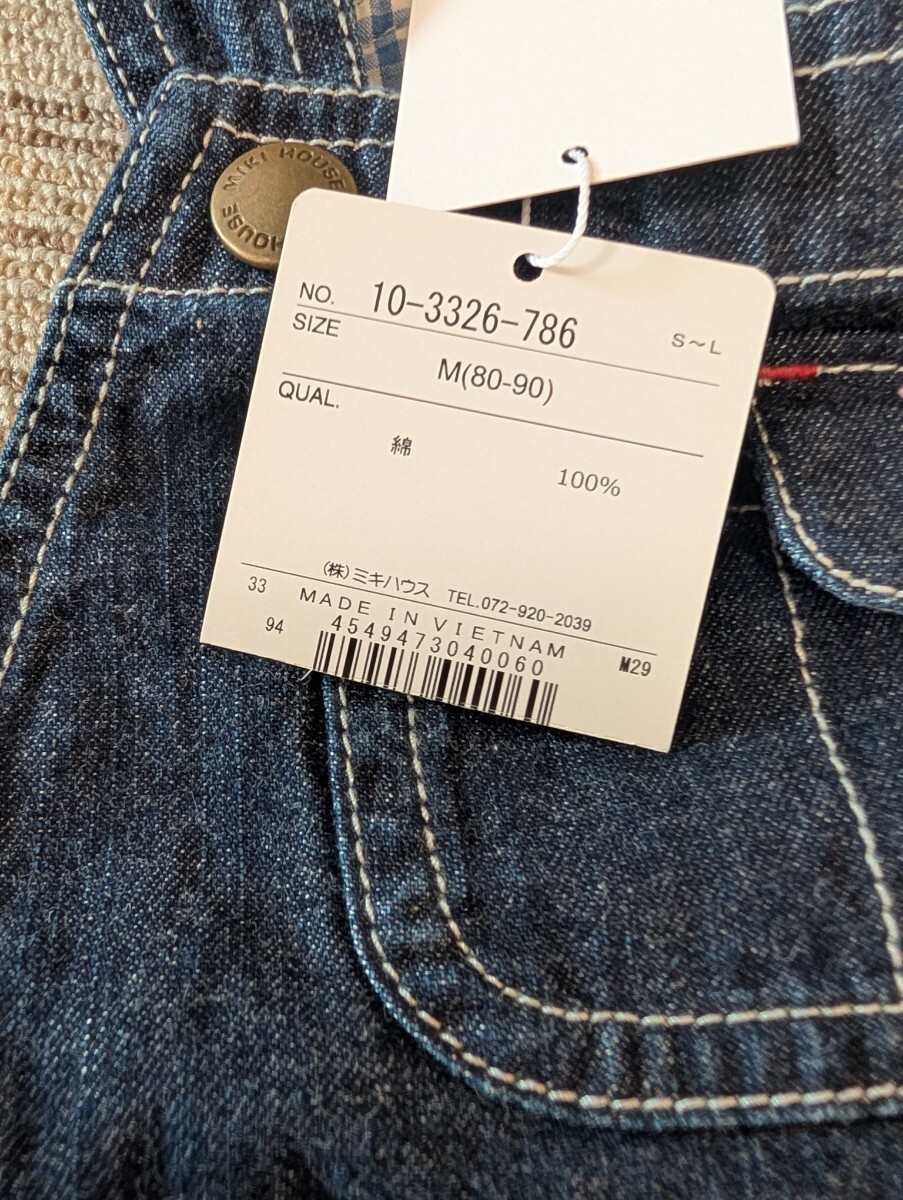 MIKI HOUSE
HOUSE
NO. 10-3326-786 S～L
SIZE
M(80-90)
QUAL.
綿 100%
(株)ミキハウス TEL.072-920-2039
33 MADE IN VIETNAM
94 4549473040060 M29